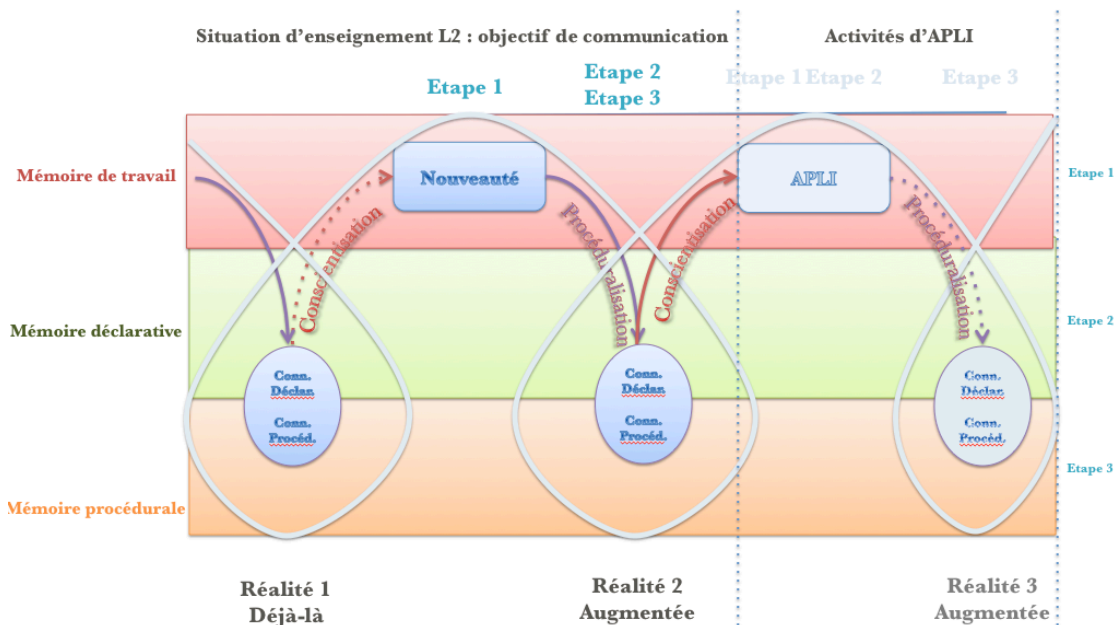 Situation d’enseignement L2 : objectif de communication
Activités d’APLI
Etape 1
Etape 2
Etape 3
Etape 1 Etape 2
Etape 3
Mémoire de travail
Nouveauté
APLI
Etape 1
Conscientisation
Procéduralisation
Conscientisation
Procéduralisation
Mémoire déclarative
Etape 2
Conn.
Déclar.
Conn.
Procéd.
Conn.
Déclar.
Conn.
Procéd.
Conn.
Déclar.
Conn.
Procéd.
Etape 3
Mémoire procédurale
Réalité 1
Déjà-là
Réalité 2
Augmentée
Réalité 3
Augmentée